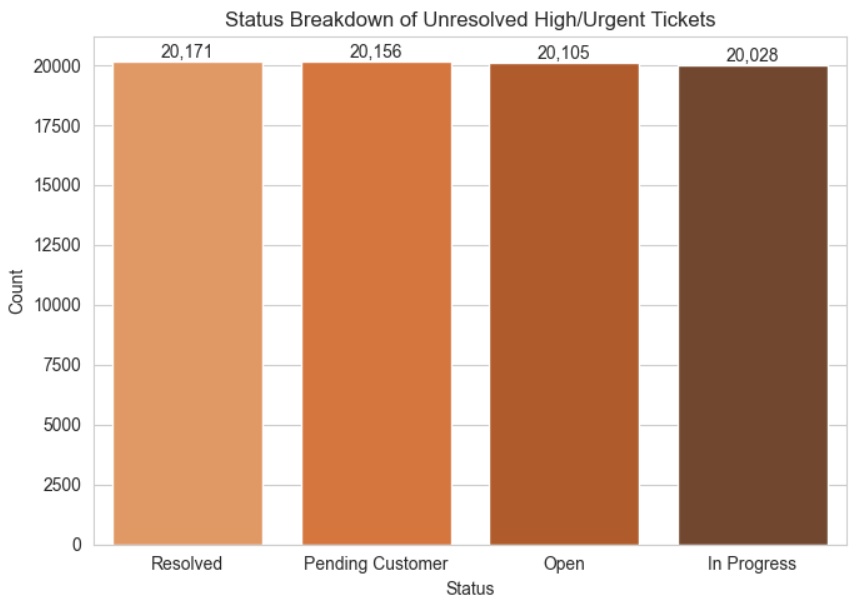 Status Breakdown of Unresolved High/Urgent Tickets
20,171 20,156 20,105 20,028
20000
17500
15000
12500
10000
7500
5000
2500
0
Count
Resolved Pending Customer Open In Progress
Status